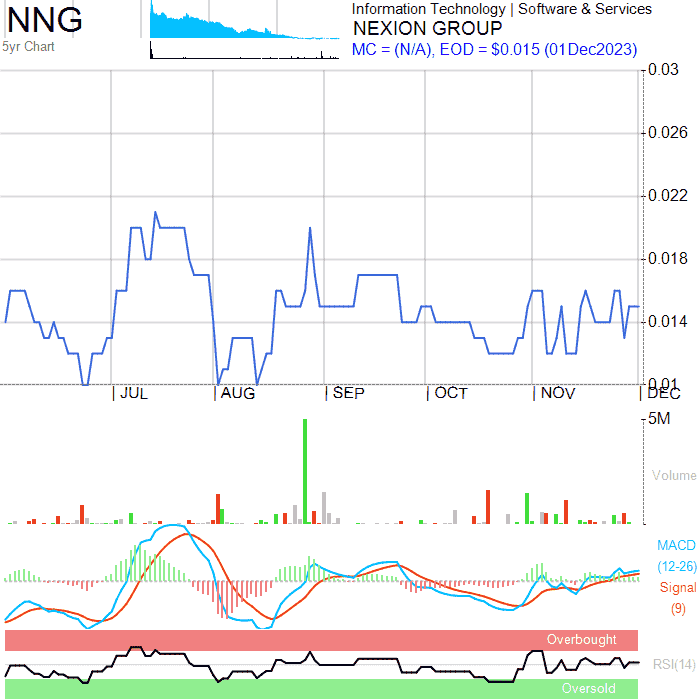 NNG
Information Technology | Software & Services
NEXION GROUP
5yr Chart
MC = (N/A), EOD = $0.015 (01Dec2023)
0.03
0.026
0.022
0.018
0.014
0.01
| JUL | AUG | SEP | OCT | NOV | DEC
5M
Volume
MACD
(12-26)
Signal
(9)
Overbought
RSI(14)
Oversold